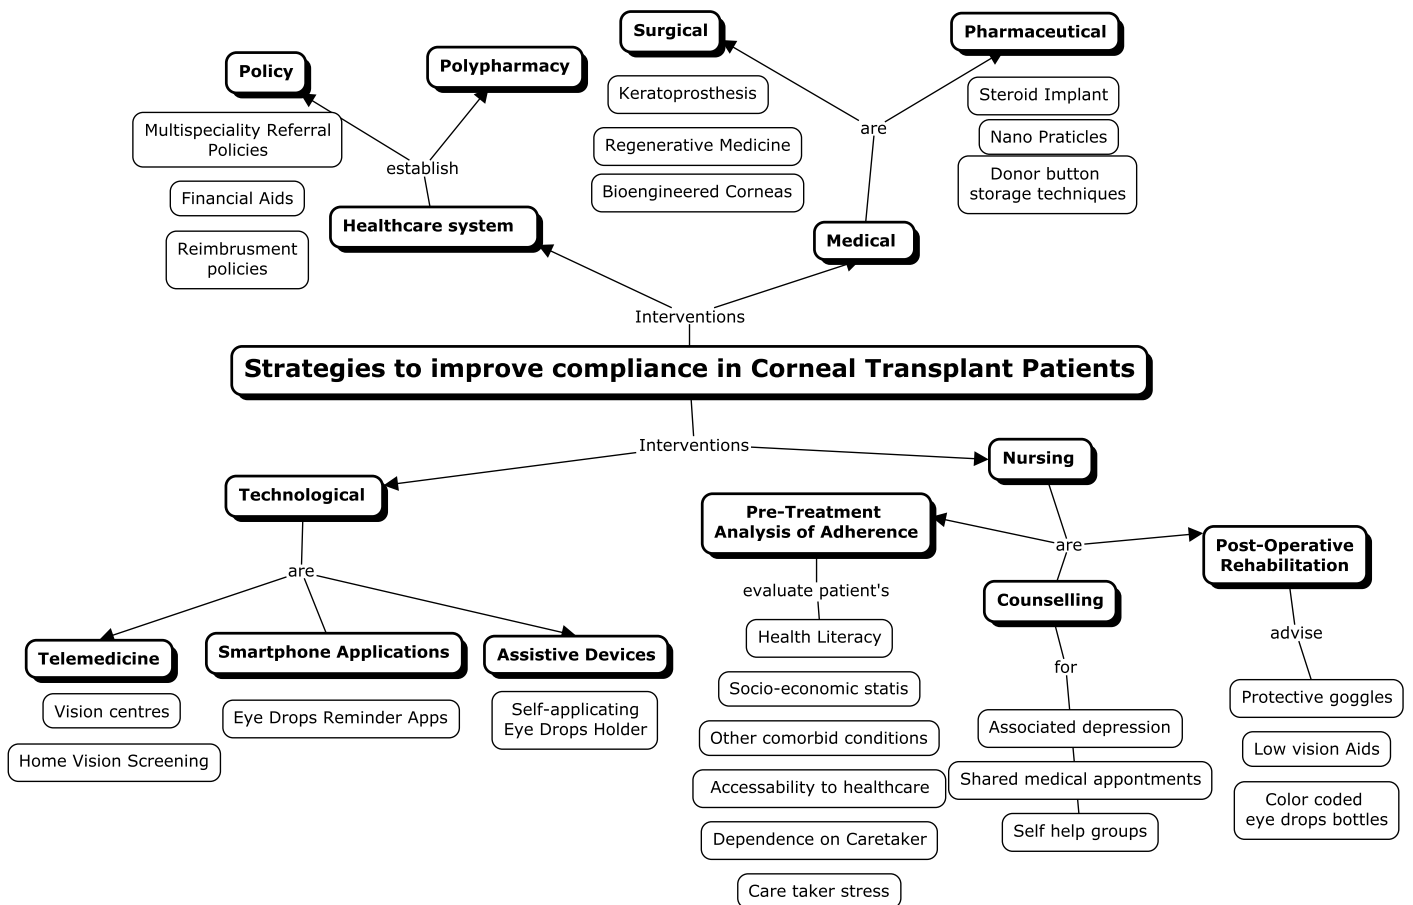 Surgical
Pharmaceutical
Policy
Polypharmacy
Keratoprosthesis
Steroid Implant
Multispeciality Referral
Policies
are
Nano Praticles
Regenerative Medicine
establish
Donor button
storage techniques
Financial Aids
Bioengineered Corneas
Healthcare system
Medical
Reimbrusment
policies
Interventions
Strategies to improve compliance in Corneal Transplant Patients
Interventions
Nursing
Technological
Pre-Treatment
Analysis of Adherence
are
Post-Operative
Rehabilitation
are
evaluate patient's
Counselling
advise
Health Literacy
Telemedicine
Smartphone Applications
Assistive Devices
for
Socio-economic statis
Protective goggles
Vision centres
Eye Drops Reminder Apps
Self-applicating
Eye Drops Holder
Associated depression
Other comorbid conditions
Low vision Aids
Home Vision Screening
Accessability to healthcare
Shared medical appontments
Color coded
eye drops bottles
Dependence on Caretaker
Self help groups
Care taker stress